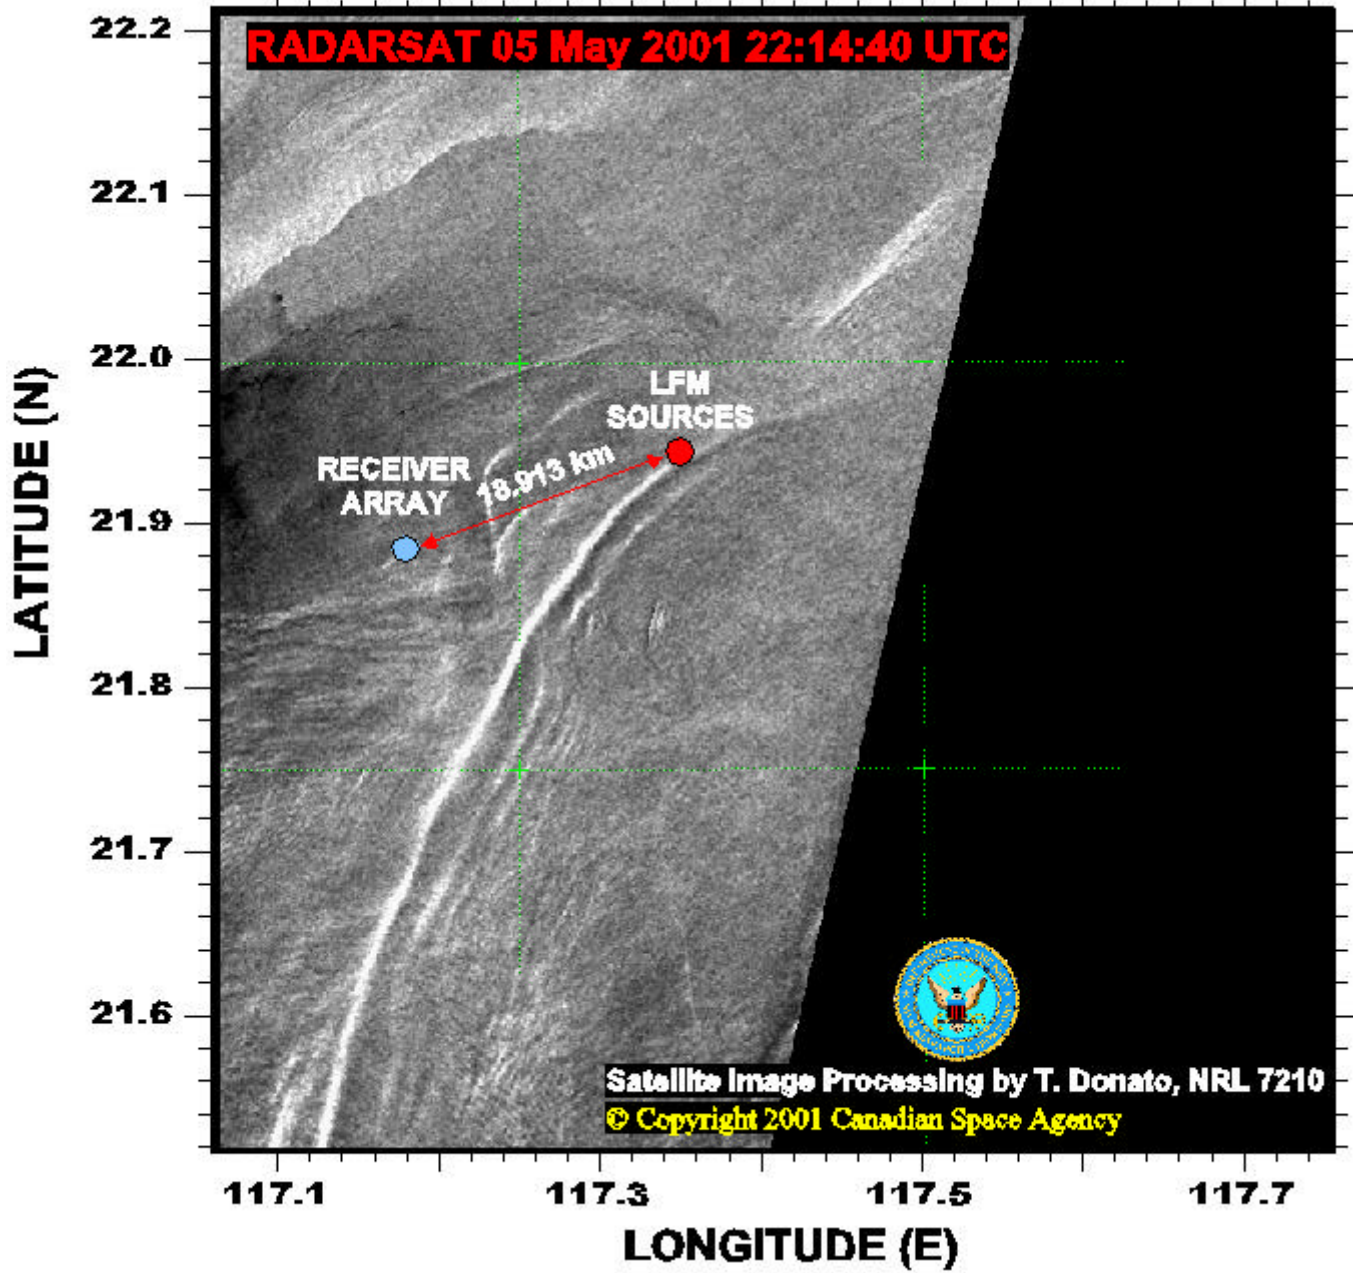 RADARSAT 05 May 2001 22:14:40 UTC
22.2
22.1
22.0
21.9
21.8
21.7
21.6
LATITUDE (N)
LFM
SOURCES
18.913 km
RECEIVER
ARRAY
Satellite Image Processing by T. Donato, NRL 7210
© Copyright 2001 Canadian Space Agency
117.1
117.3
117.5
117.7
LONGITUDE (E)